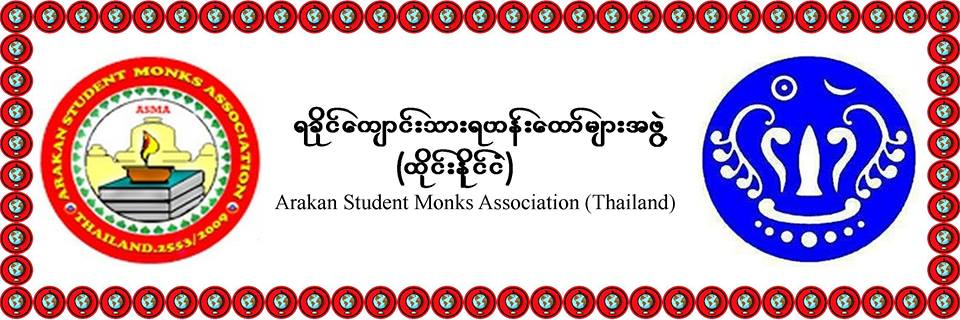 ရခိုင်ကျောင်းသားရဟန်းတော်များအဖွဲ့
(ထိုင်းနိုင်ငံ)
Arakan Student Monks Association (Thailand)
ARAKAN STUDENT MONKS ASSOCIATION
ASMA
THAILAND.2553/2009